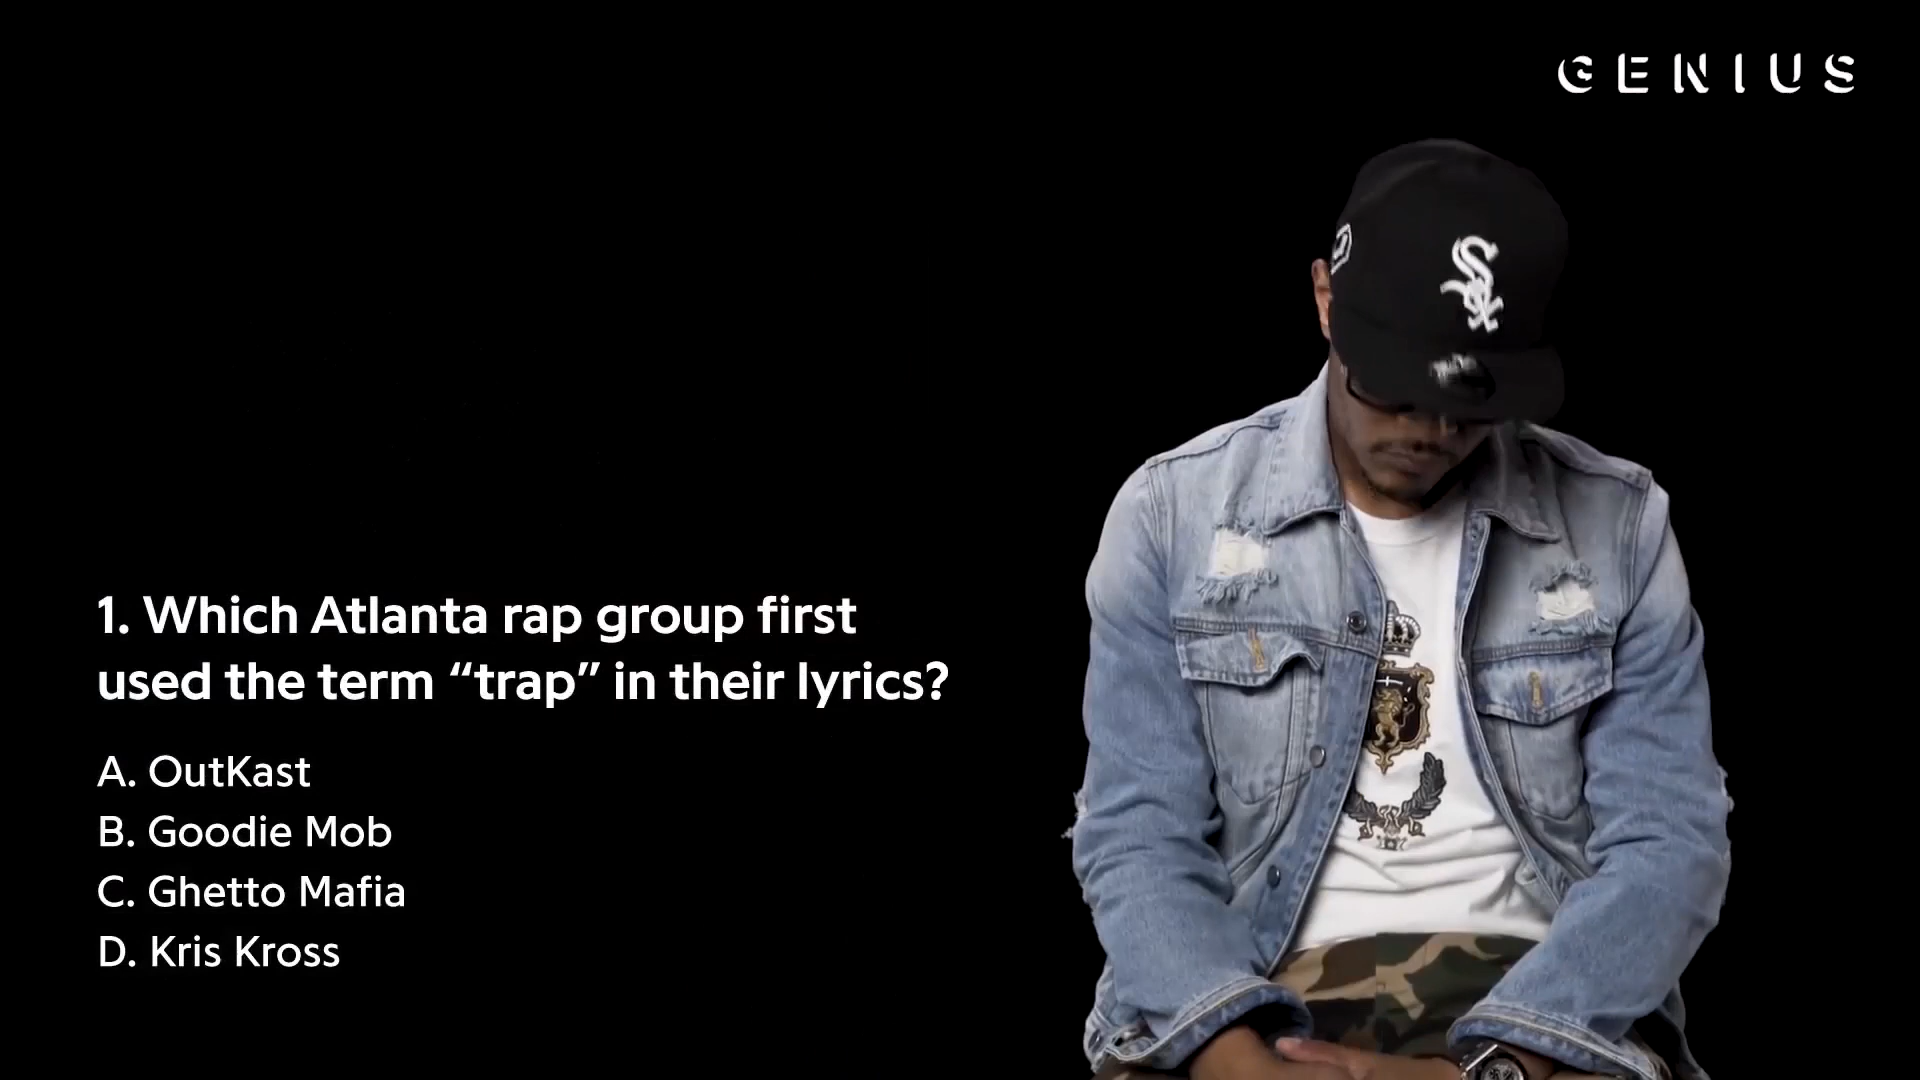 GENIUS
Sox
1. Which Atlanta rap group first
used the term “trap” in their lyrics?
A. OutKast
B. Goodie Mob
C. Ghetto Mafia
D. Kris Kross